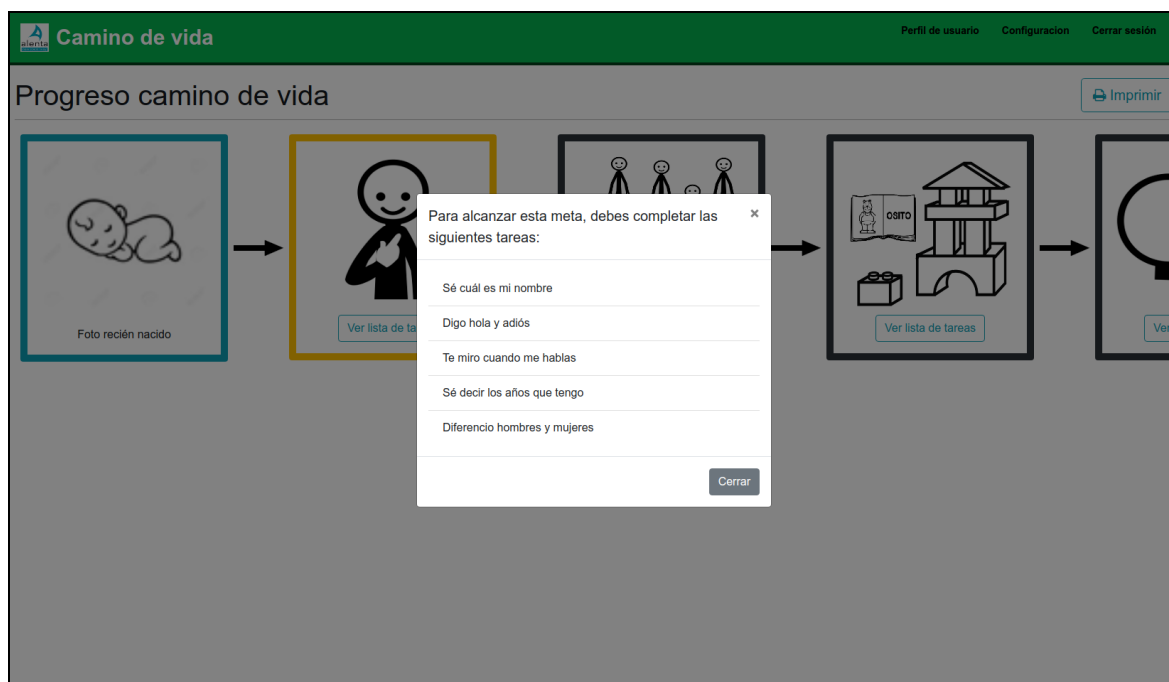 alenta
Camino de vida
Perfil de usuario
Configuracion
Cerrar sesión
Progreso camino de vida
Imprimir
OSITO
Para alcanzar esta meta, debes completar las
siguientes tareas:
×
Sé cuál es mi nombre
Digo hola y adiós
Te miro cuando me hablas
Sé decir los años que tengo
Diferencio hombres y mujeres
Cerrar
Foto recién nacido
Ver lista de ta
Ver lista de tareas
Ver